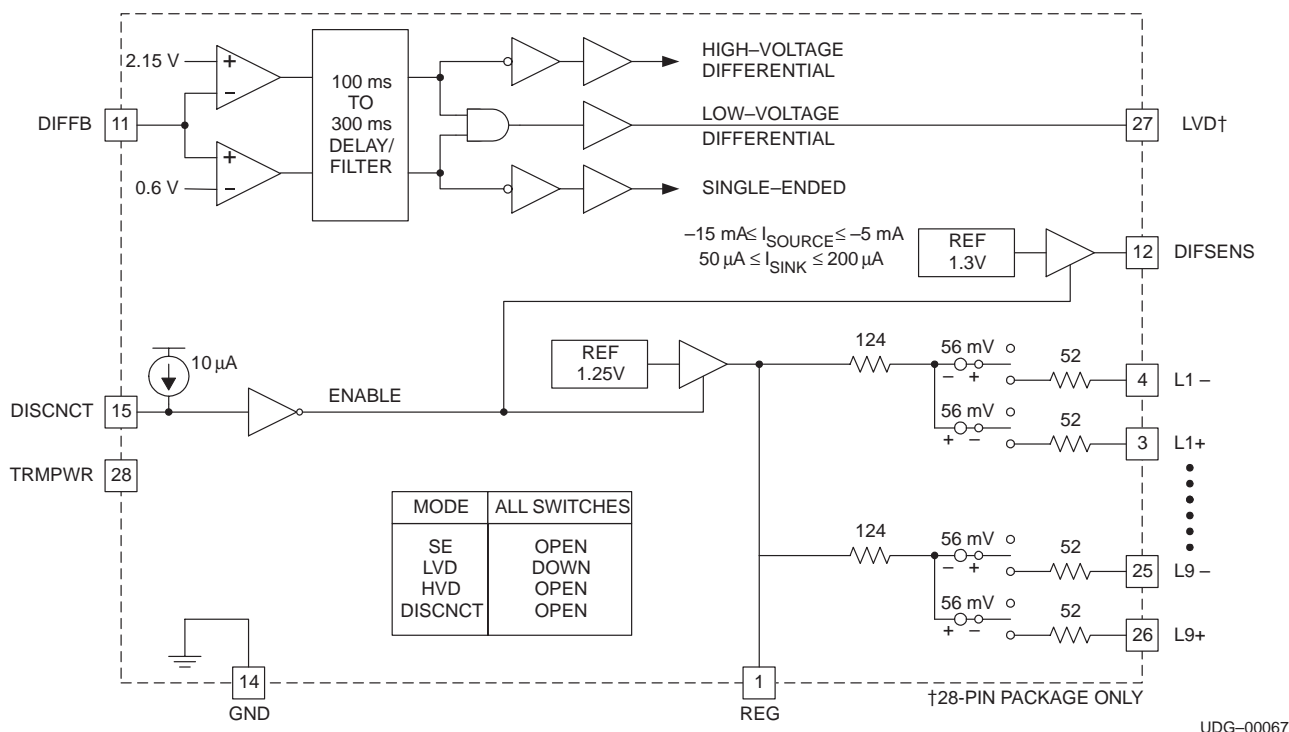 2.15 V
+
–
DIFFB
11
+
–
0.6 V
100 ms
TO
300 ms
DELAY/
FILTER
HIGH–VOLTAGE
DIFFERENTIAL
LOW–VOLTAGE
DIFFERENTIAL
27
LVD†
SINGLE–ENDED
–15 mA≤ ISOURCE ≤ –5 mA
50 µA ≤ ISINK ≤ 200 µA
REF
1.3V
12
DIFSENS
10 µA
DISCNCT
15
ENABLE
REF
1.25V
124
56 mV
– +
52
4
L1 –
56 mV
+ –
52
3
L1+
TRMPWR
28
MODE
ALL SWITCHES
SE
OPEN
LVD
DOWN
HVD
OPEN
DISCNCT
OPEN
124
56 mV
– +
52
25
L9 –
56 mV
+ –
52
26
L9+
14
GND
1
REG
†28-PIN PACKAGE ONLY
UDG–00067